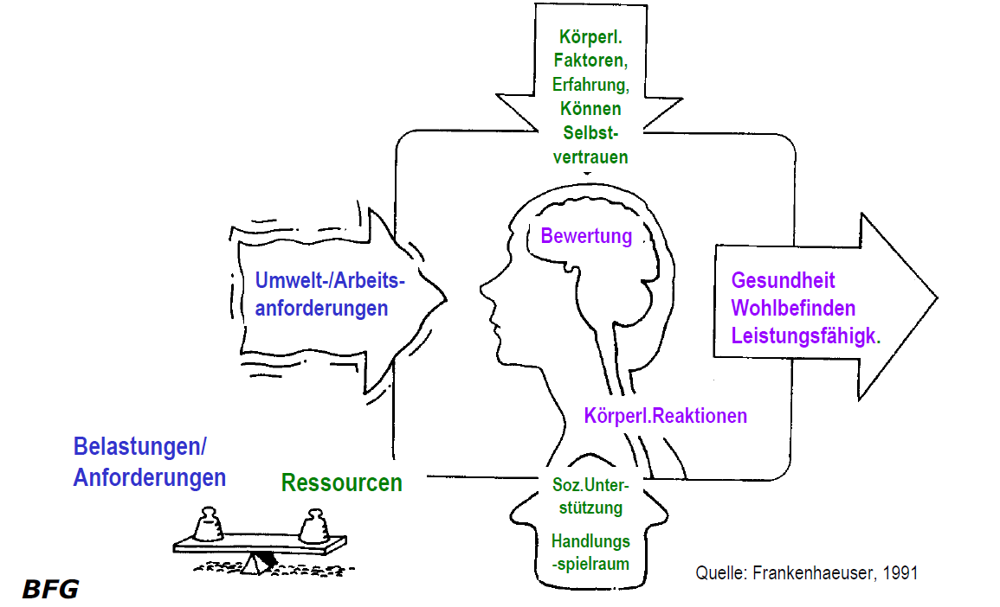 Körperl.
Faktoren,
Erfahrung,
Können
Selbst-
vertrauen
Bewertung
Umwelt-/Arbeits-
anforderungen
Gesundheit
Wohlbefinden
Leistungsfähigk.
Körperl.Reaktionen
Belastungen/
Anforderungen
Ressourcen
Soz.Unter-
stützung
Handlungs
-spielraum
Quelle: Frankenhaeuser, 1991
BFG